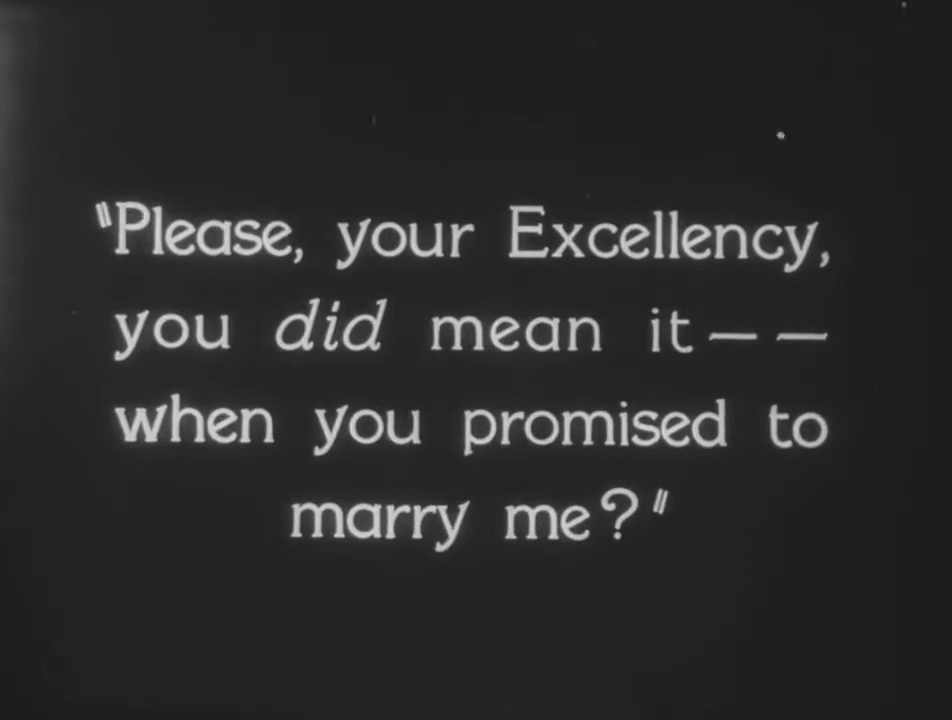 "Please, your Excellency,
you did mean it — —
when you promised to
marry me?"